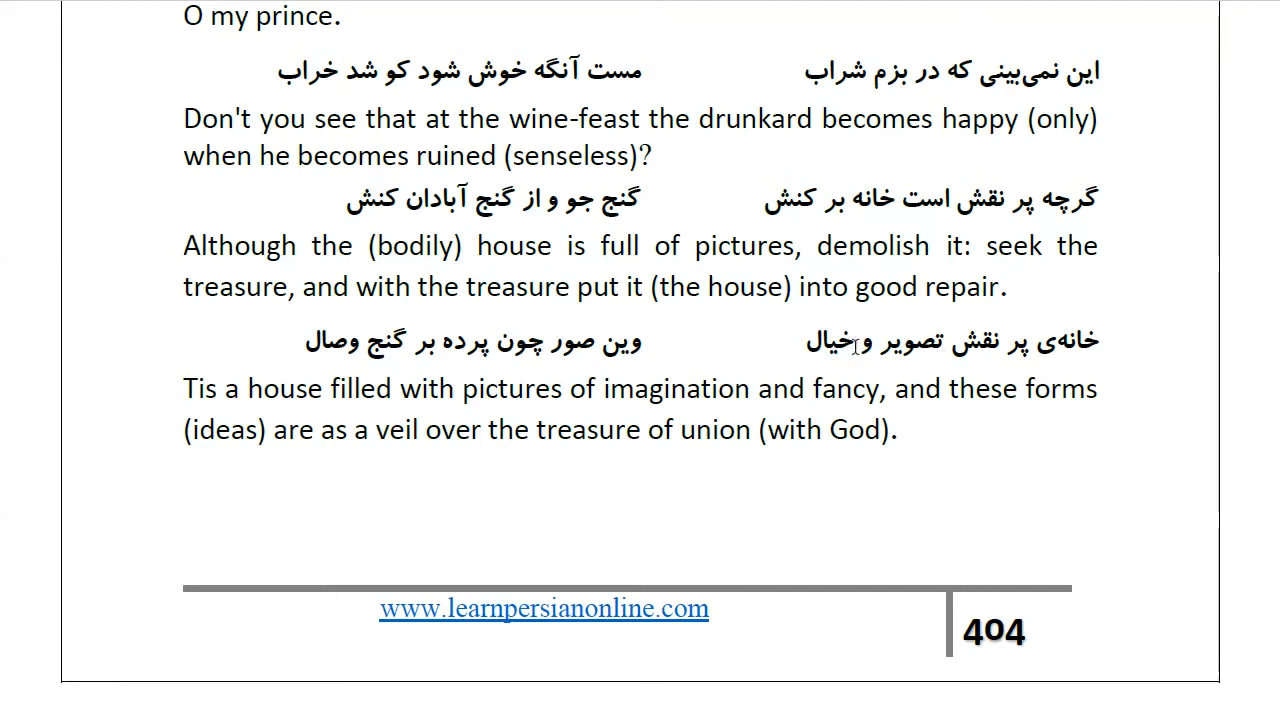 O my prince.
این نمی‌بینی که در بزم شراب مست آنگه خوش شود کو شد خراب
Don't you see that at the wine-feast the drunkard becomes happy (only)
when he becomes ruined (senseless)?
گرچه پر نقش است خانه بر کنش گنج جو و از گنج آبادان کنش
Although the (bodily) house is full of pictures, demolish it: seek the
treasure, and with the treasure put it (the house) into good repair.
خانه‌ی پر نقش تصویر و خیال وین صور چون پرده بر گنج وصال
Tis a house filled with pictures of imagination and fancy, and these forms
(ideas) are as a veil over the treasure of union (with God).
www.learnpersianonline.com
404